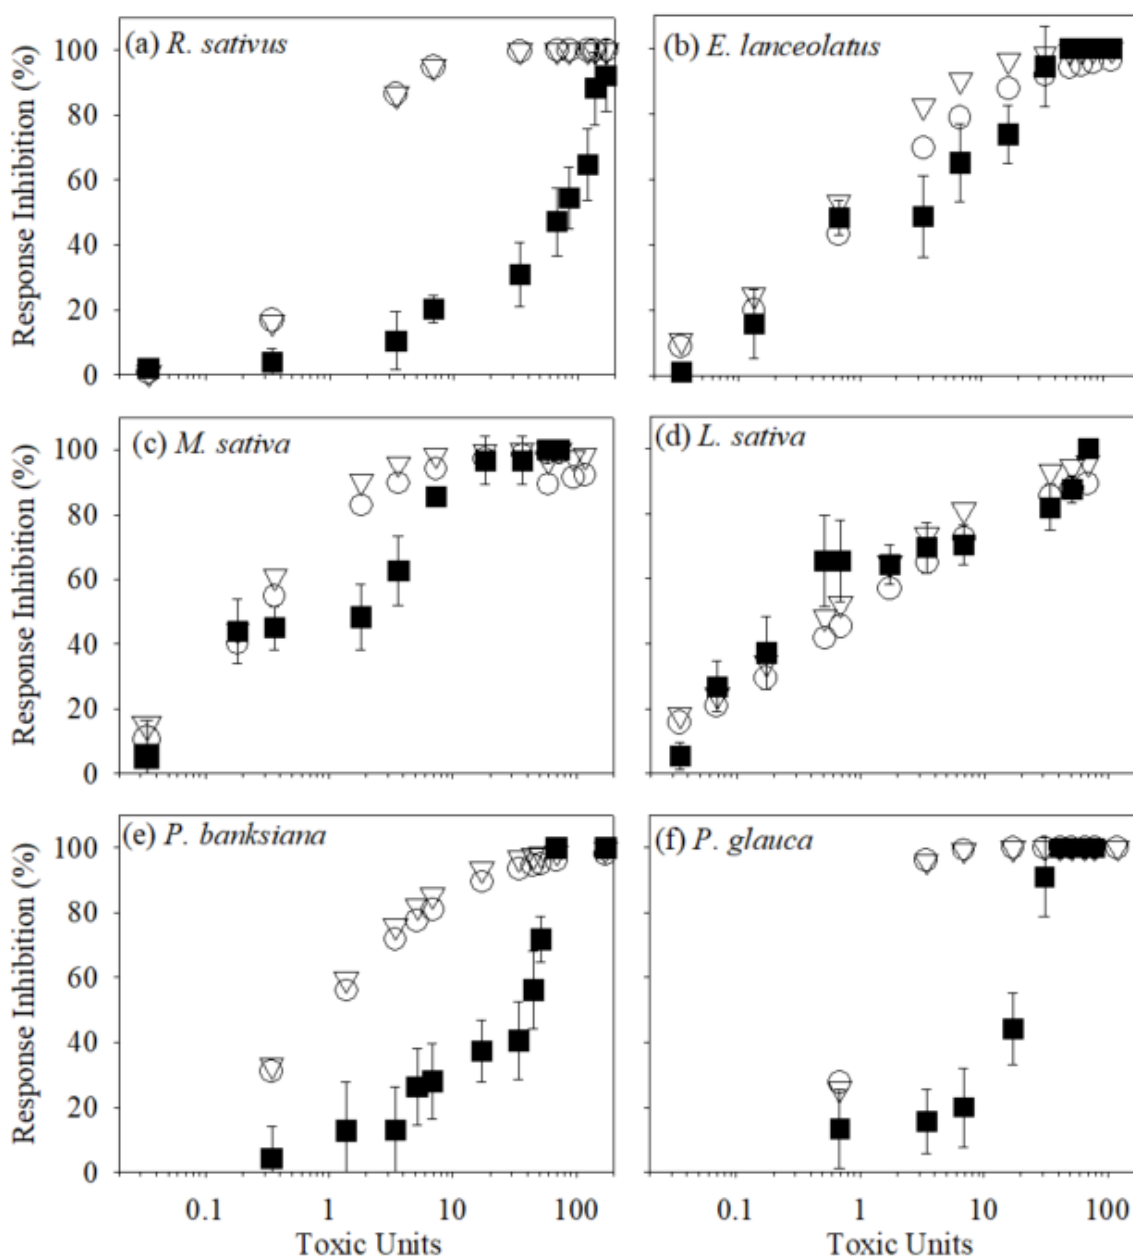 (a) R. sativus
(b) E. lanceolatus
Response Inhibition (%)
100
80
60
40
20
0
(c) M. sativa
(d) L. sativa
Response Inhibition (%)
100
80
60
40
20
0
(e) P. banksiana
(f) P. glauca
Response Inhibition (%)
100
80
60
40
20
0
0.1 1 10 100
0.1 1 10 100
Toxic Units
Toxic Units